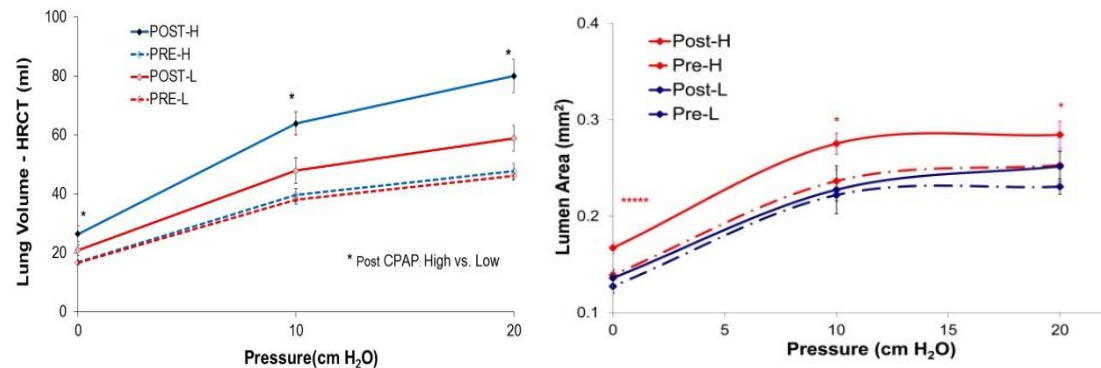 100
80
60
40
20
0
Lung Volume - HRCT (ml)
POST-H
PRE-H
POST-L
PRE-L
*
*
*
* Post CPAP: High vs. Low
0
10
20
Pressure(cm H₂O)
0.4
0.3
0.2
0.1
Lumen Area (mm²)
Post-H
Pre-H
Post-L
Pre-L
*****
*
*
0
5
10
15
20
Pressure (cm H₂O)